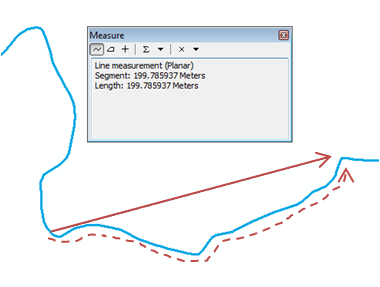 Measure
Line measurement (Planar)
Segment: 199.785937 Meters
Length: 199.785937 Meters